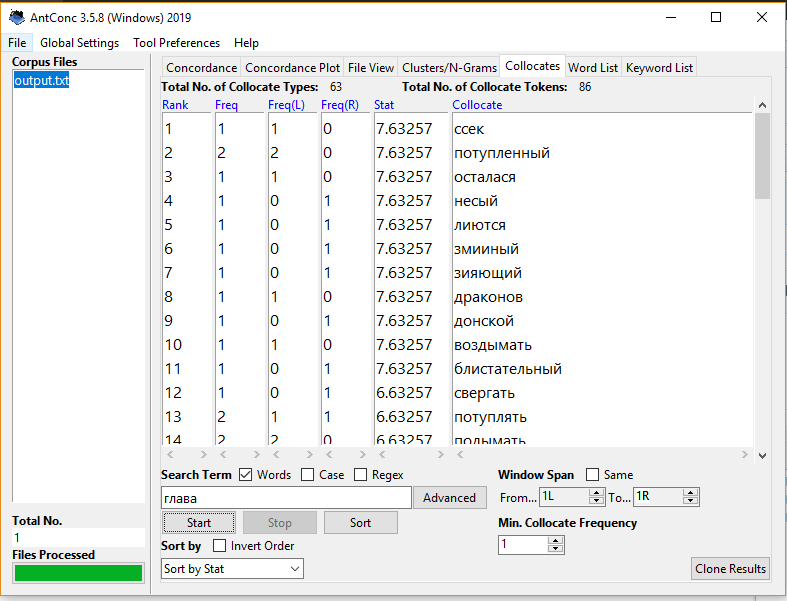 AntConc 3.5.8 (Windows) 2019
File Global Settings Tool Preferences Help
Corpus Files
output.txt
Concordance Concordance Plot File View Clusters/N-Grams Collocates Word List Keyword List
Total No. of Collocate Types: 63 Total No. of Collocate Tokens: 86
Rank Freq Freq(L) Freq(R) Stat Collocate
1 1 1 0 7.63257 ссек
2 2 2 0 7.63257 потупленный
3 1 1 0 7.63257 осталася
4 1 0 1 7.63257 несый
5 1 0 1 7.63257 лиются
6 1 0 1 7.63257 змииный
7 1 0 1 7.63257 зияющий
8 1 1 0 7.63257 драконов
9 1 0 1 7.63257 донской
10 1 1 0 7.63257 воздымать
11 1 0 1 7.63257 блистательный
12 1 0 1 6.63257 свергать
13 2 1 1 6.63257 потуплять
14 2 2 0 6.63257 подымать
Search Term Words Case Regex
глава Advanced
Start Stop Sort
Sort by Invert Order
Sort by Stat
Window Span Same
From... 1L To... 1R
Min. Collocate Frequency
1
Clone Results
Total No.
1
Files Processed